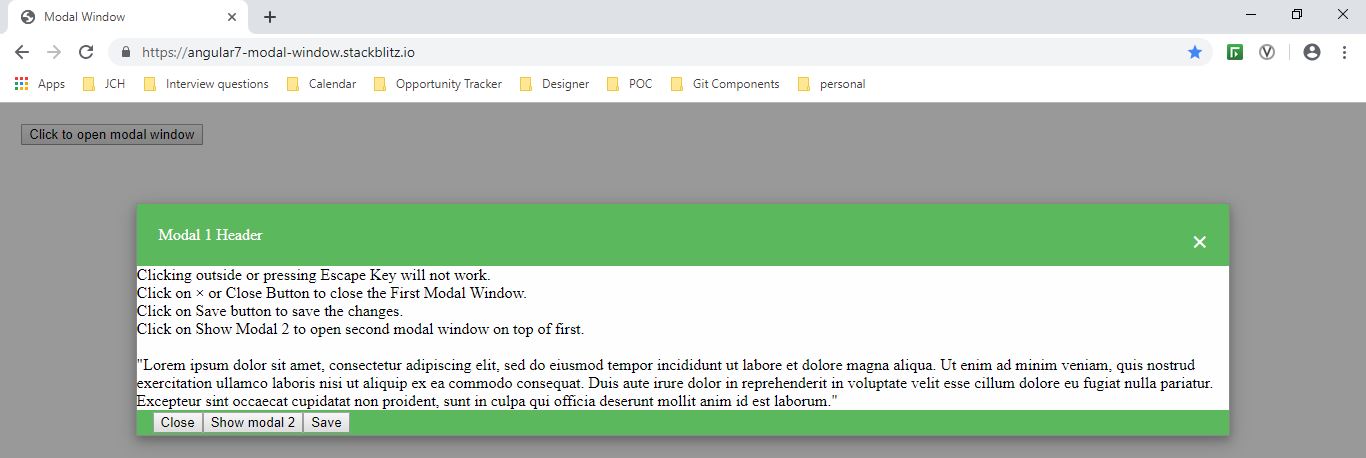 Modal Window
https://angular7-modal-window.stackblitz.io
Apps JCH Interview questions Calendar Opportunity Tracker Designer POC Git Components personal
Click to open modal window
Modal 1 Header
×
Clicking outside or pressing Escape Key will not work.
Click on × or Close Button to close the First Modal Window.
Click on Save button to save the changes.
Click on Show Modal 2 to open second modal window on top of first.
"Lorem ipsum dolor sit amet, consectetur adipiscing elit, sed do eiusmod tempor incididunt ut labore et dolore magna aliqua. Ut enim ad minim veniam, quis nostrud
exercitation ullamco laboris nisi ut aliquip ex ea commodo consequat. Duis aute irure dolor in reprehenderit in voluptate velit esse cillum dolore eu fugiat nulla pariatur.
Excepteur sint occaecat cupidatat non proident, sunt in culpa qui officia deserunt mollit anim id est laborum."
Close Show modal 2 Save